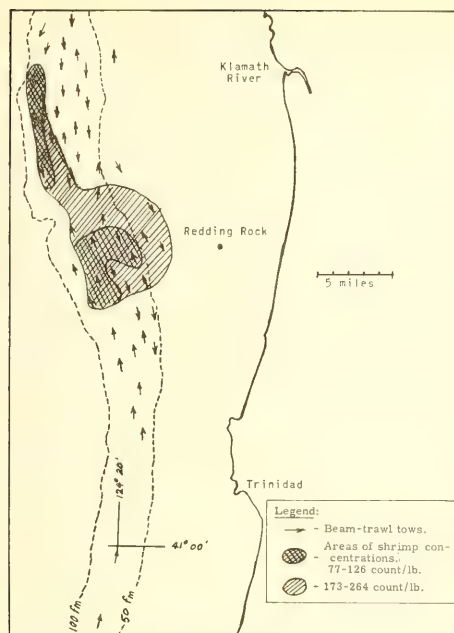 Klamath
River
Redding Rock
5 miles
Trinidad
124° 20'
41° 00'
100 fm
50 fm
Legend:
- Beam-trawl tows.
Areas of shrimp con-
- centrations.
77-126 count/lb.
- 173-264 count/lb.